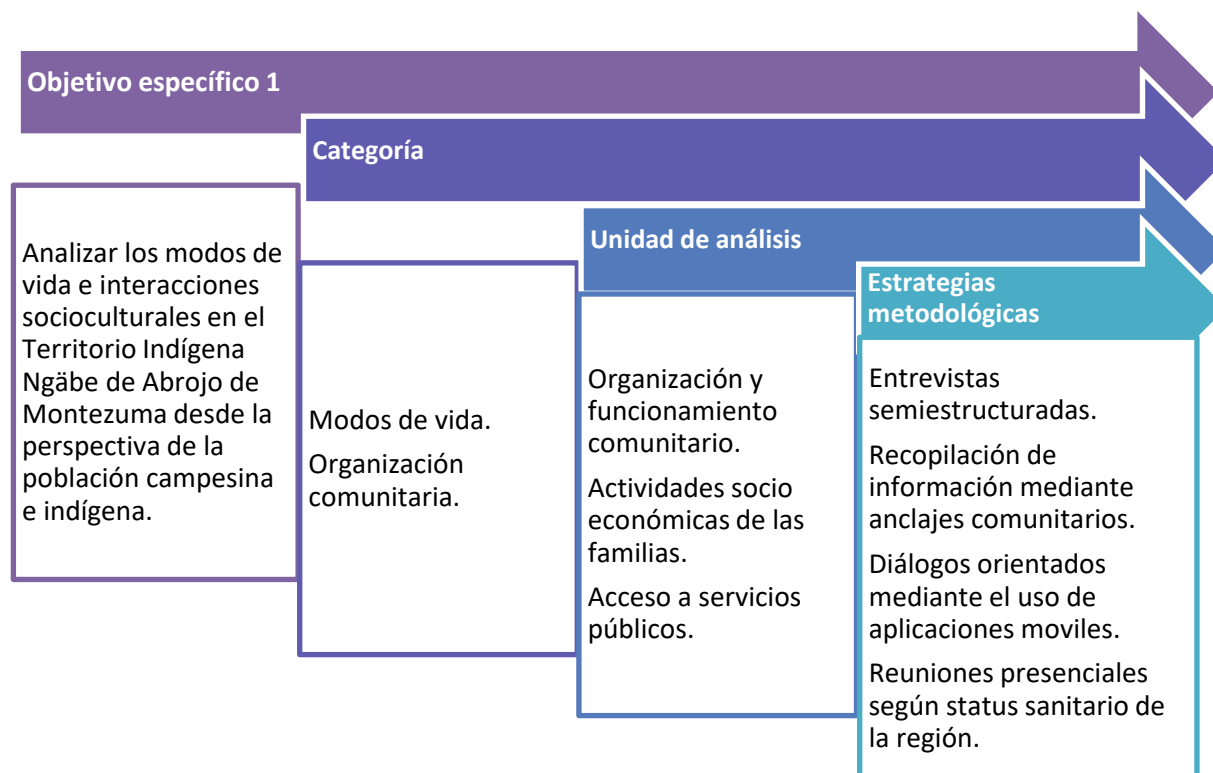 Objetivo específico 1
Categoría
Unidad de análisis
Estrategias
metodológicas
Analizar los modos de
vida e interacciones
socioculturales en el
Territorio Indígena
Ngäbe de Abrojo de
Montezuma desde la
perspectiva de la
población campesina
e indígena.
Modos de vida.
Organización
comunitaria.
Organización y
funcionamiento
comunitario.
Actividades socio
económicas de las
familias.
Acceso a servicios
públicos.
Entrevistas
semiestructuradas.
Recopilación de
información mediante
anclajes comunitarios.
Diálogos orientados
mediante el uso de
aplicaciones moviles.
Reuniones presenciales
según status sanitario de
la región.